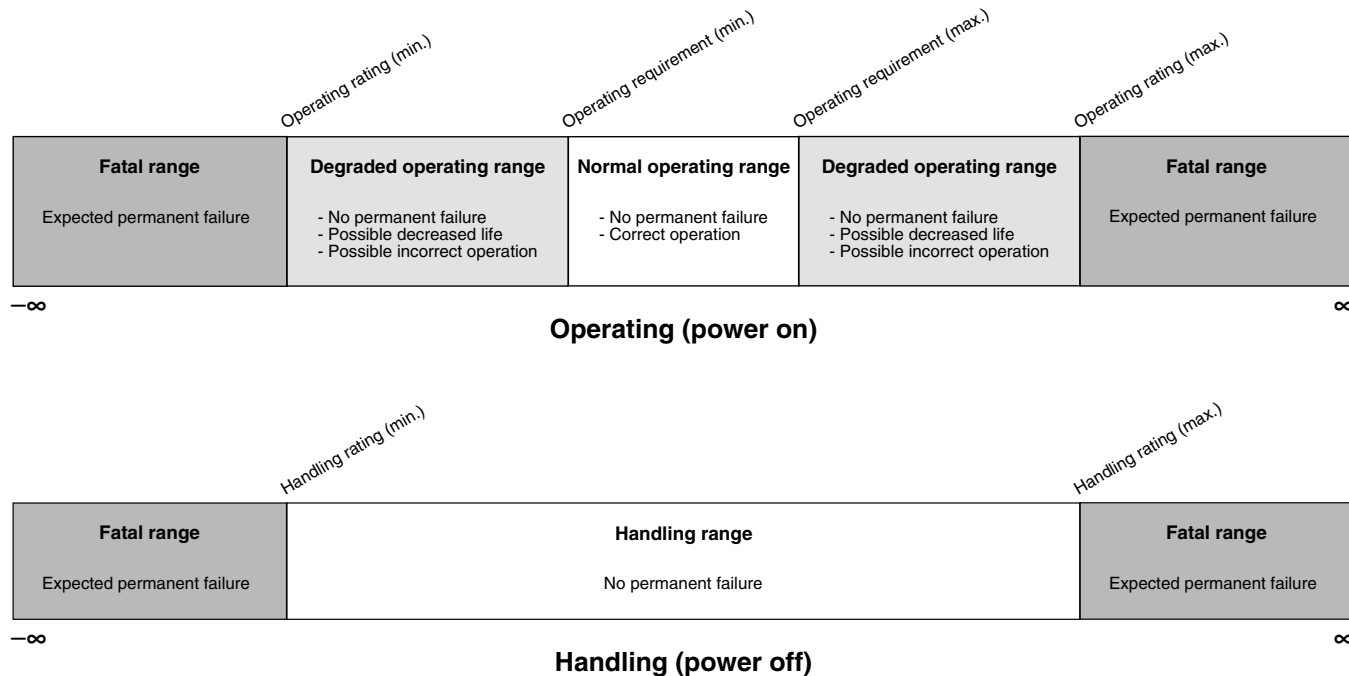 Operating rating (min.)
Operating requirement (min.)
Operating requirement (max.)
Operating rating (max.)
Fatal range
Degraded operating range
Normal operating range
Degraded operating range
Fatal range
Expected permanent failure
- No permanent failure
- Possible decreased life
- Possible incorrect operation
- No permanent failure
- Correct operation
- No permanent failure
- Possible decreased life
- Possible incorrect operation
Expected permanent failure
–∞
∞
Operating (power on)
Handling rating (min.)
Handling rating (max.)
Fatal range
Handling range
Fatal range
Expected permanent failure
No permanent failure
Expected permanent failure
–∞
∞
Handling (power off)